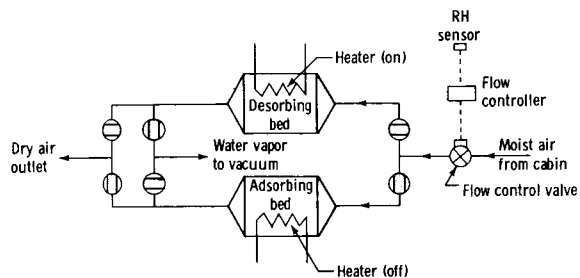 RH
sensor
Heater (on)
Flow
controller
Desorbing
bed
Dry air
outlet
Water vapor
to vacuum
Moist air
from cabin
Adsorbing
bed
Flow control valve
Heater (off)